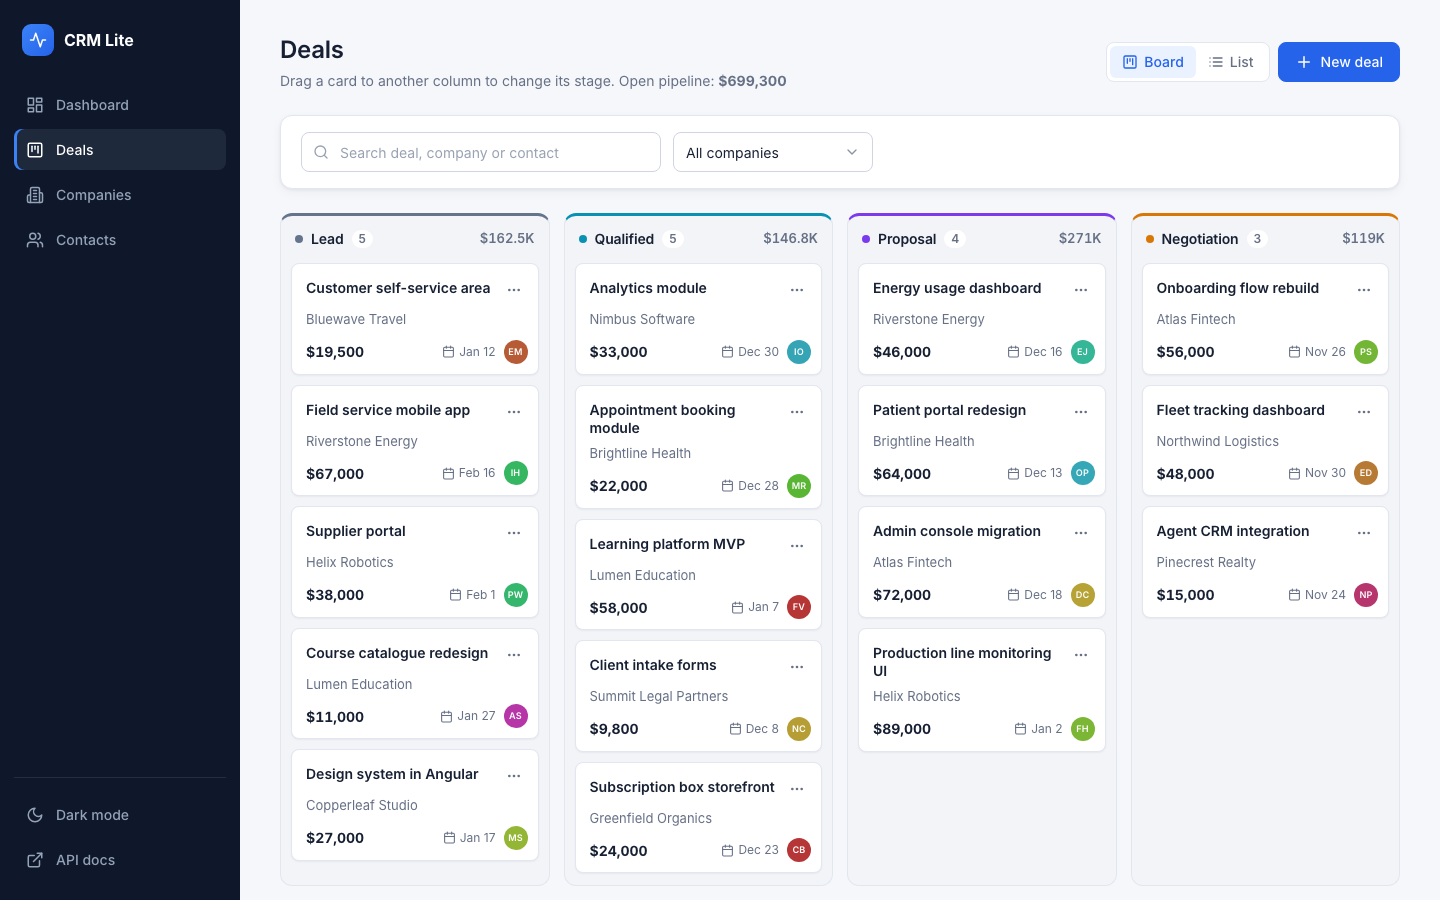 CRM Lite
Dashboard
Deals
Companies
Contacts
Dark mode
API docs
Deals
Drag a card to another column to change its stage. Open pipeline: $699,300
Board
List
New deal
Search deal, company or contact
All companies
Lead 5 $162.5K
Customer self-service area
Bluewave Travel
$19,500 Jan 12 EM
Field service mobile app
Riverstone Energy
$67,000 Feb 16 IH
Supplier portal
Helix Robotics
$38,000 Feb 1 PW
Course catalogue redesign
Lumen Education
$11,000 Jan 27 AS
Design system in Angular
Copperleaf Studio
$27,000 Jan 17 MS
Qualified 5 $146.8K
Analytics module
Nimbus Software
$33,000 Dec 30 IO
Appointment booking
module
Brightline Health
$22,000 Dec 28 MR
Learning platform MVP
Lumen Education
$58,000 Jan 7 FV
Client intake forms
Summit Legal Partners
$9,800 Dec 8 NC
Subscription box storefront
Greenfield Organics
$24,000 Dec 23 CB
Proposal 4 $271K
Energy usage dashboard
Riverstone Energy
$46,000 Dec 16 EJ
Patient portal redesign
Brightline Health
$64,000 Dec 13 OP
Admin console migration
Atlas Fintech
$72,000 Dec 18 DC
Production line monitoring
UI
Helix Robotics
$89,000 Jan 2 FH
Negotiation 3 $119K
Onboarding flow rebuild
Atlas Fintech
$56,000 Nov 26 PS
Fleet tracking dashboard
Northwind Logistics
$48,000 Nov 30 ED
Agent CRM integration
Pinecrest Realty
$15,000 Nov 24 NP